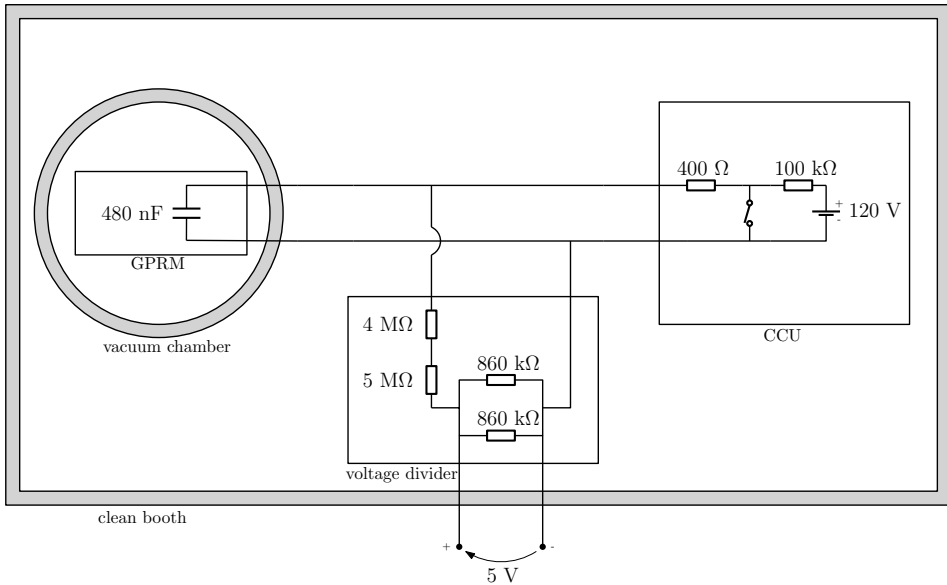 400 Ω
100 kΩ
480 nF
+
120 V
-
GPRM
4 MΩ
CCU
vacuum chamber
860 kΩ
5 MΩ
860 kΩ
voltage divider
clean booth
+
-
5 V